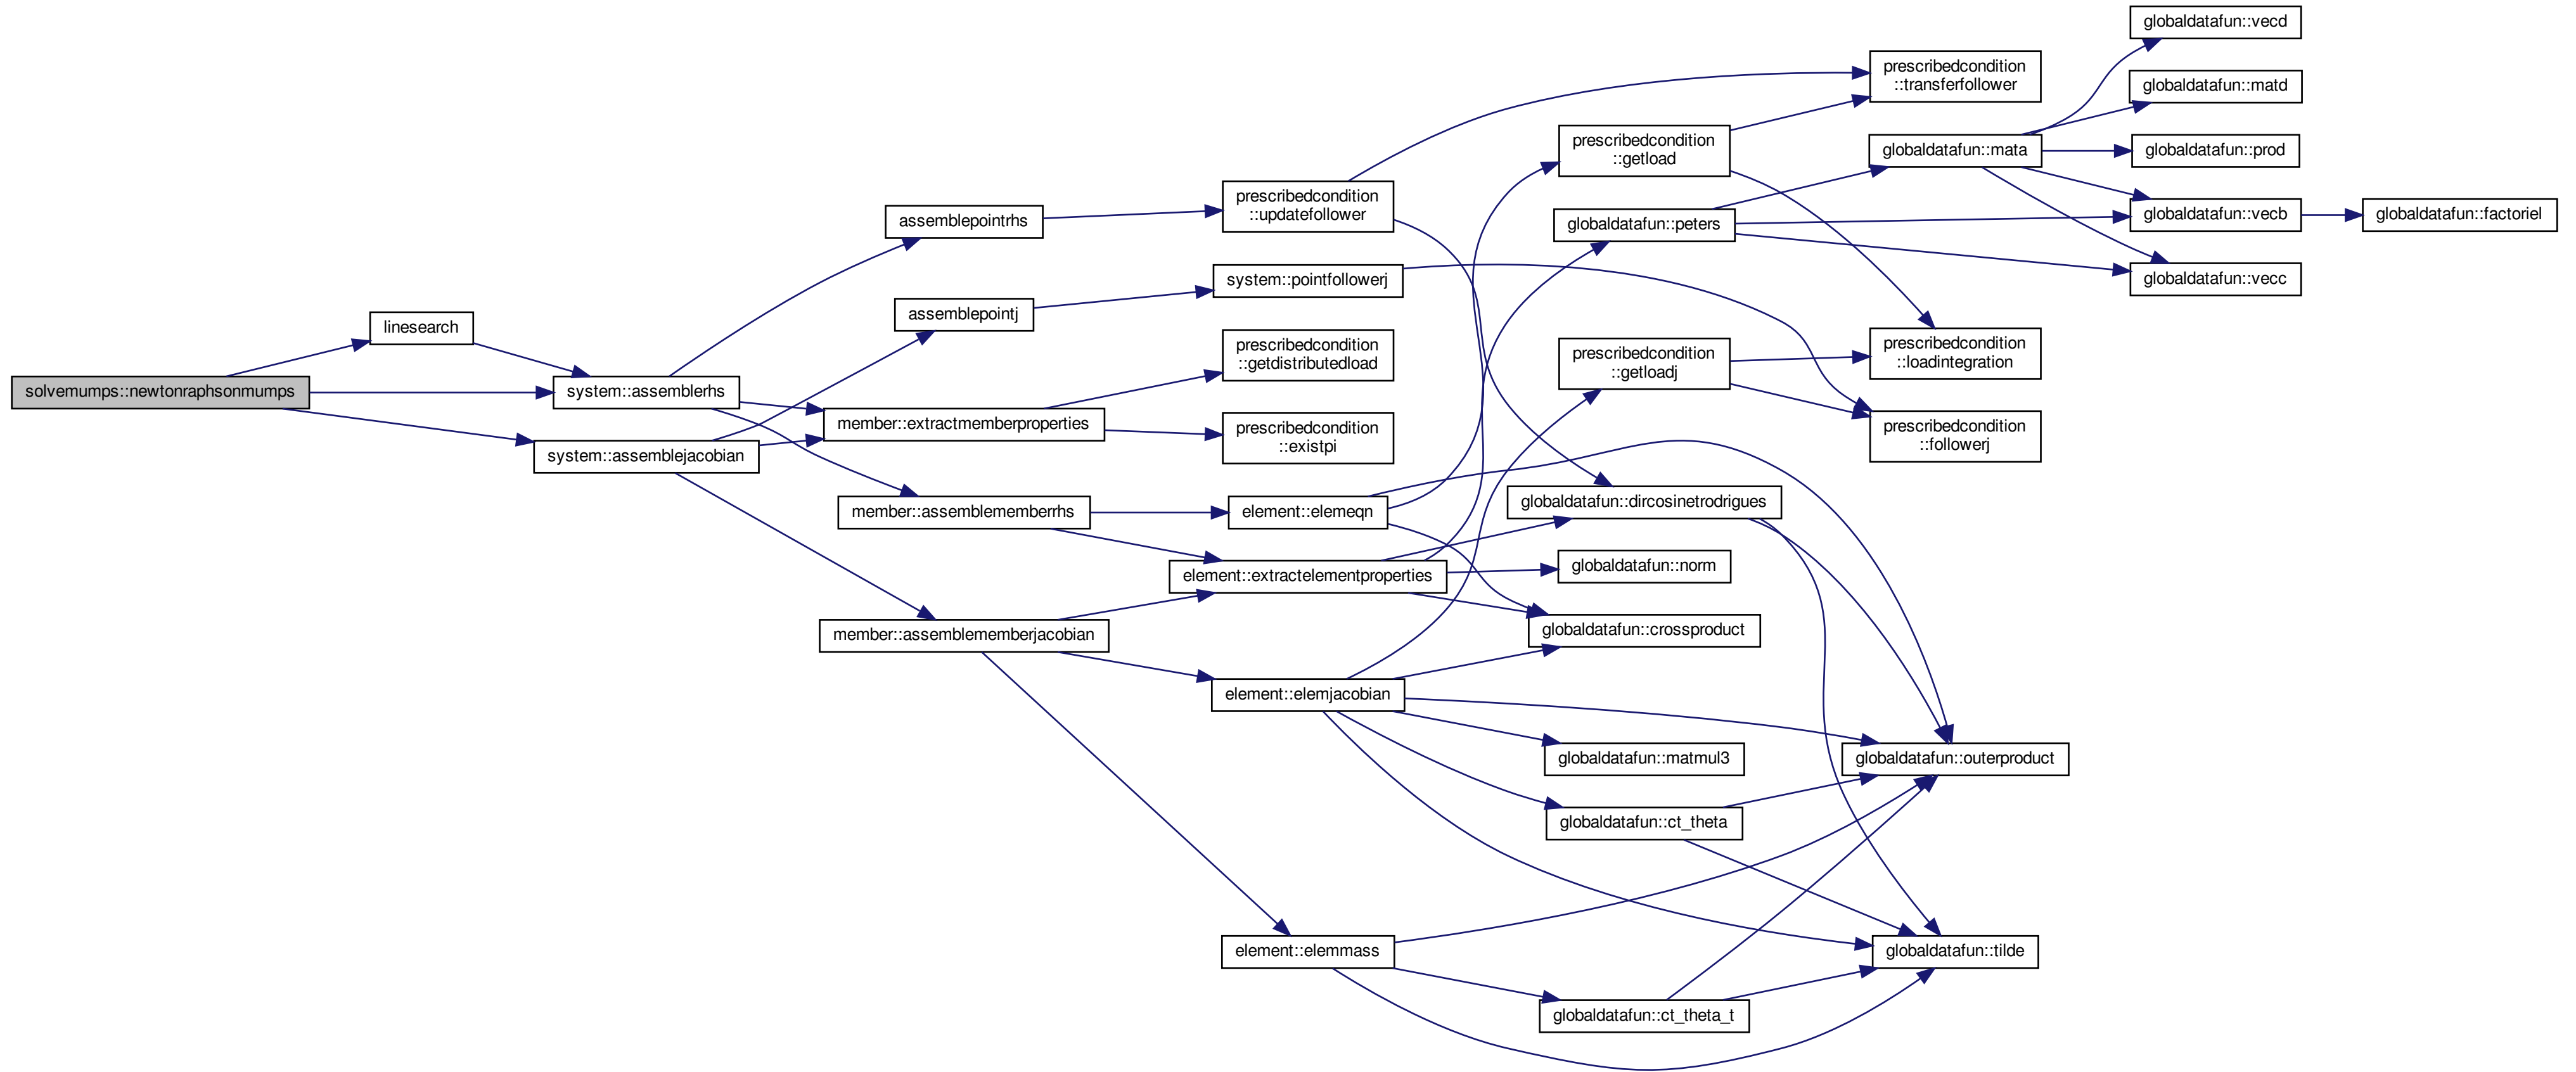 solvemumps::newtonraphsonmumps
linesearch
system::assemblerhs
system::assemblejacobian
assemblepointrhs
assemblepointj
member::extractmemberproperties
member::assemblememberrhs
member::assemblememberjacobian
prescribedcondition
::updatefollower
system::pointfollowerj
prescribedcondition
::getdistributedload
prescribedcondition
::existpi
element::elemeqn
element::extractelementproperties
element::elemjacobian
element::elemmass
prescribedcondition
::getload
globaldatafun::peters
prescribedcondition
::getloadj
globaldatafun::dircosinetrodrigues
globaldatafun::norm
globaldatafun::crossproduct
globaldatafun::matmul3
globaldatafun::ct_theta
globaldatafun::ct_theta_t
prescribedcondition
::transferfollower
globaldatafun::mata
prescribedcondition
::loadintegration
prescribedcondition
::followerj
globaldatafun::outerproduct
globaldatafun::tilde
globaldatafun::vecd
globaldatafun::matd
globaldatafun::prod
globaldatafun::vecb
globaldatafun::vecc
globaldatafun::factoriel